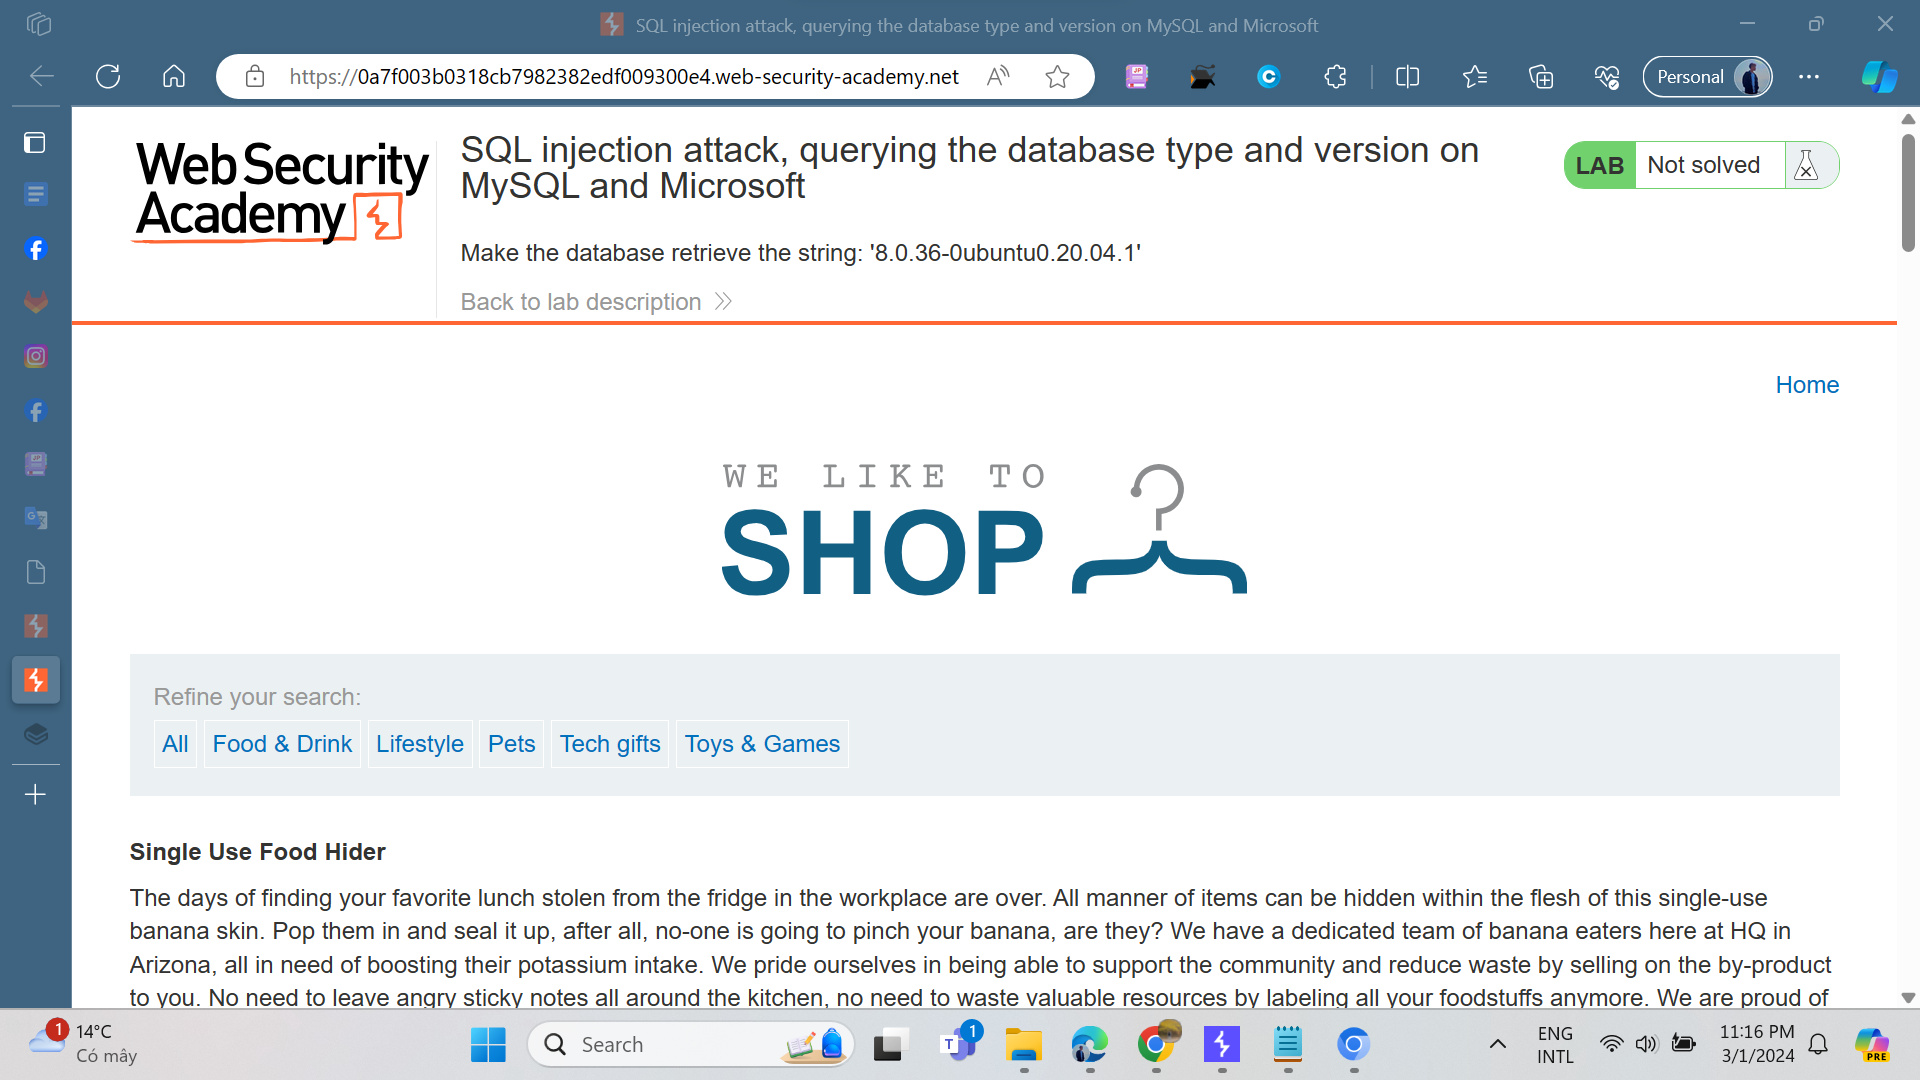 SQL injection attack, querying the database type and version on MySQL and Microsoft
https://0a7f003b0318cb7982382edf009300e4.web-security-academy.net
Personal
Web Security
Academy
SQL injection attack, querying the database type and version on
MySQL and Microsoft
LAB Not solved
Make the database retrieve the string: '8.0.36-0ubuntu0.20.04.1'
Back to lab description
Home
WE LIKE TO
SHOP
Refine your search:
All Food & Drink Lifestyle Pets Tech gifts Toys & Games
Single Use Food Hider
The days of finding your favorite lunch stolen from the fridge in the workplace are over. All manner of items can be hidden within the flesh of this single-use
banana skin. Pop them in and seal it up, after all, no-one is going to pinch your banana, are they? We have a dedicated team of banana eaters here at HQ in
Arizona, all in need of boosting their potassium intake. We pride ourselves in being able to support the community and reduce waste by selling on the by-product
to you. No need to leave angry sticky notes all around the kitchen, no need to waste valuable resources by labeling all your foodstuffs anymore. We are proud of
1
14°C
Có mây
Search
T
1
ENG
INTL
11:16 PM
3/1/2024
PRE